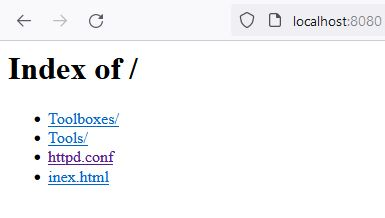 localhost:8080
Index of /
Toolboxes/
Tools/
httpd.conf
inex.html